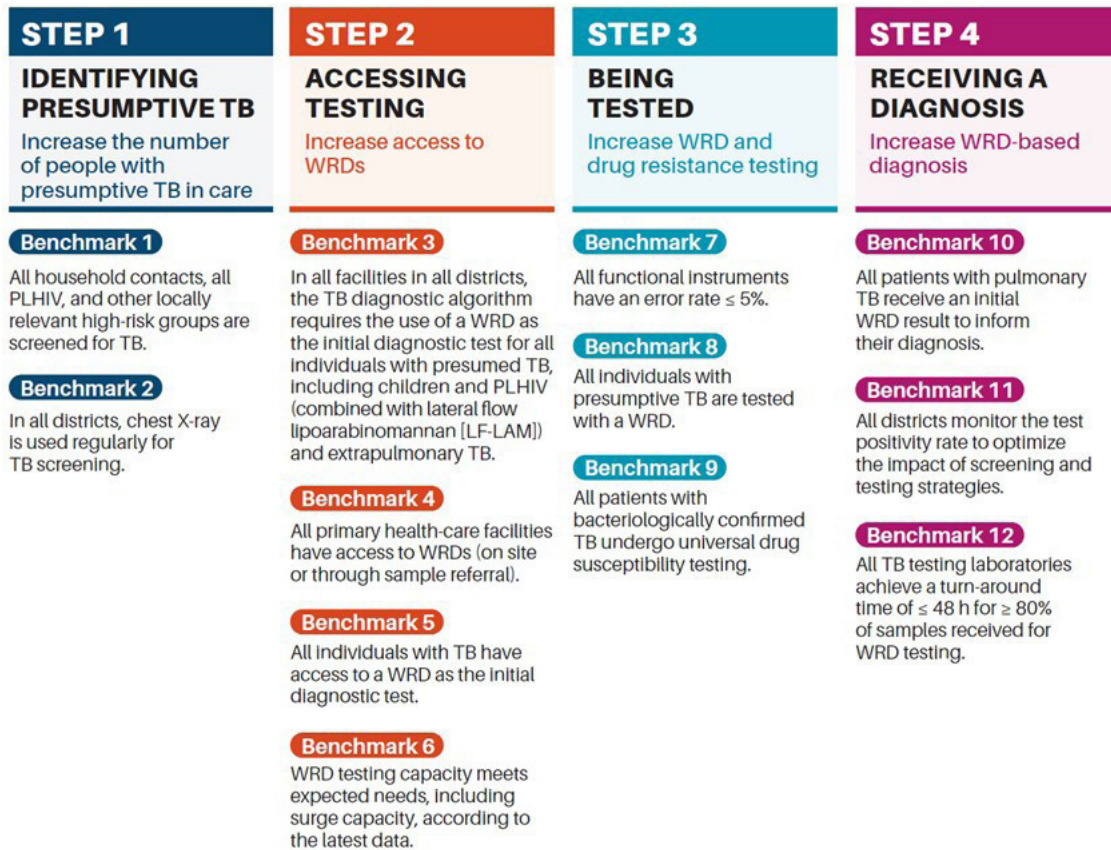 STEP 1
IDENTIFYING
PRESUMPTIVE TB
Increase the number
of people with
presumptive TB in care
Benchmark 1
All household contacts, all
PLHIV, and other locally
relevant high-risk groups are
screened for TB.
Benchmark 2
In all districts, chest X-ray
is used regularly for
TB screening.
STEP 2
ACCESSING
TESTING
Increase access to
WRDs
Benchmark 3
In all facilities in all districts,
the TB diagnostic algorithm
requires the use of a WRD as
the initial diagnostic test for all
individuals with presumed TB,
including children and PLHIV
(combined with lateral flow
lipoarabinomannan [LF-LAM])
and extrapulmonary TB.
Benchmark 4
All primary health-care facilities
have access to WRDs (on site
or through sample referral).
Benchmark 5
All individuals with TB have
access to a WRD as the initial
diagnostic test.
Benchmark 6
WRD testing capacity meets
expected needs, including
surge capacity, according to
the latest data.
STEP 3
BEING
TESTED
Increase WRD and
drug resistance testing
Benchmark 7
All functional instruments
have an error rate ≤ 5%.
Benchmark 8
All individuals with
presumptive TB are tested
with a WRD.
Benchmark 9
All patients with
bacteriologically confirmed
TB undergo universal drug
susceptibility testing.
STEP 4
RECEIVING A
DIAGNOSIS
Increase WRD-based
diagnosis
Benchmark 10
All patients with pulmonary
TB receive an initial
WRD result to inform
their diagnosis.
Benchmark 11
All districts monitor the test
positivity rate to optimize
the impact of screening and
testing strategies.
Benchmark 12
All TB testing laboratories
achieve a turn-around
time of ≤ 48 h for ≥ 80%
of samples received for
WRD testing.